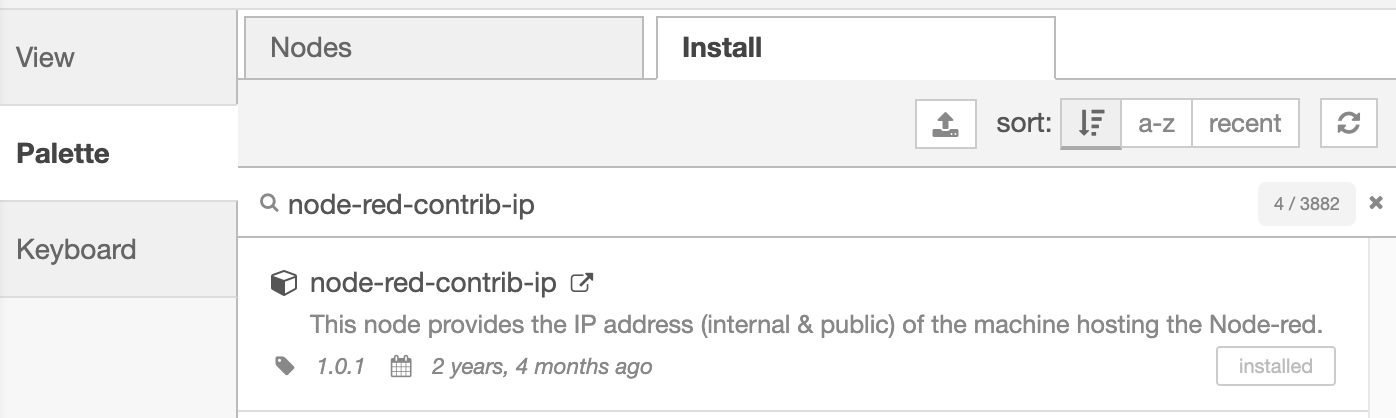 View
Palette
Keyboard
Nodes
Install
sort:
a-z
recent
node-red-contrib-ip
4 / 3882
node-red-contrib-ip
This node provides the IP address (internal & public) of the machine hosting the Node-red.
1.0.1
2 years, 4 months ago
installed